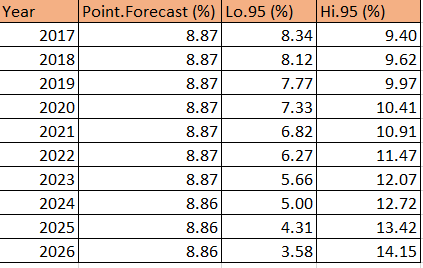 Year Point.Forecast (%) Lo.95 (%) Hi.95 (%)
2017 8.87 8.34 9.40
2018 8.87 8.12 9.62
2019 8.87 7.77 9.97
2020 8.87 7.33 10.41
2021 8.87 6.82 10.91
2022 8.87 6.27 11.47
2023 8.87 5.66 12.07
2024 8.86 5.00 12.72
2025 8.86 4.31 13.42
2026 8.86 3.58 14.15